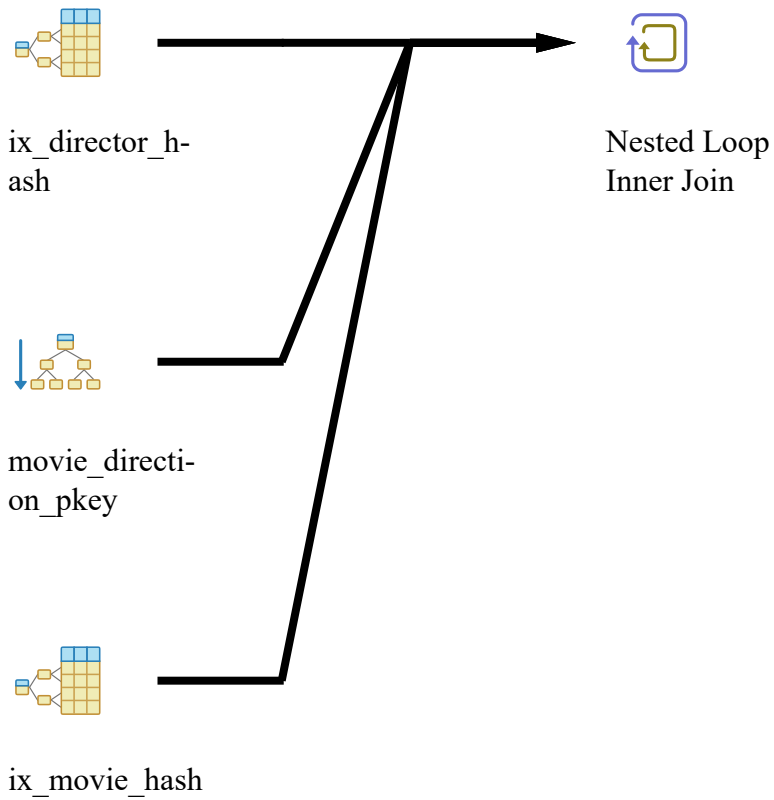 ix_director_h-
ash
Nested Loop
Inner Join
movie_directi-
on_pkey
ix_movie_hash